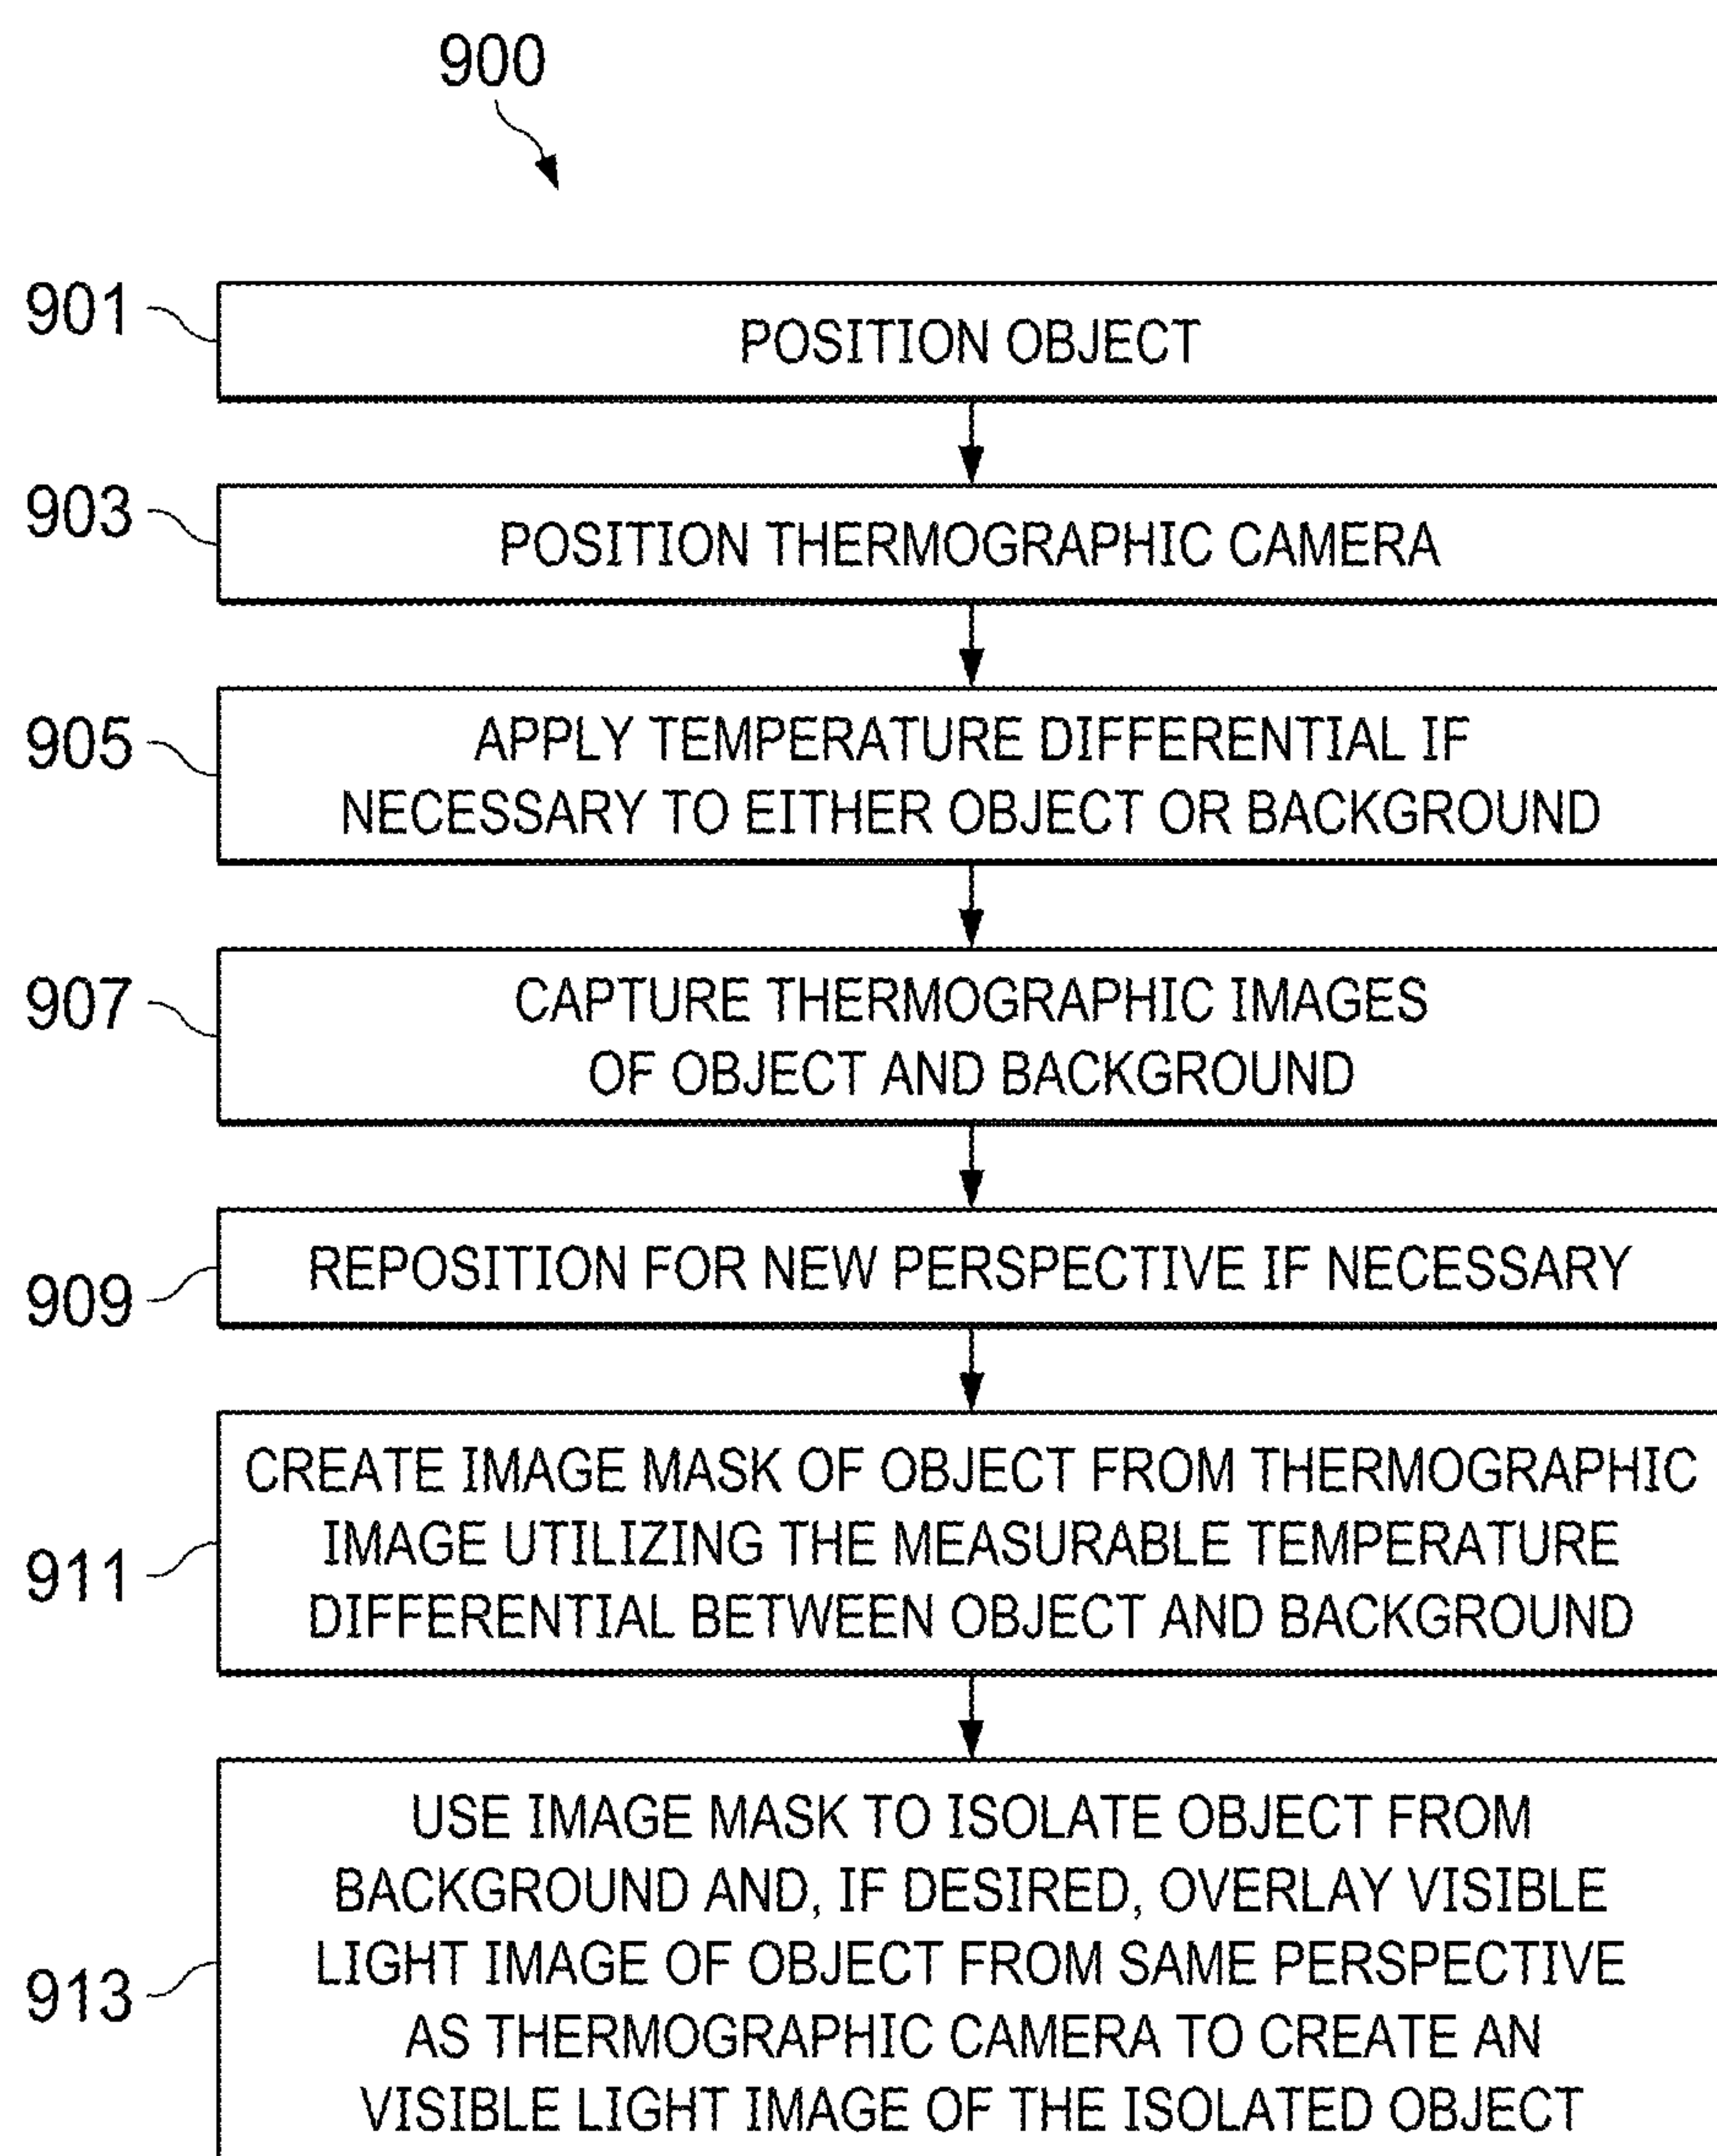 900
901
POSITION OBJECT
903
POSITION THERMOGRAPHIC CAMERA
905
APPLY TEMPERATURE DIFFERENTIAL IF
NECESSARY TO EITHER OBJECT OR BACKGROUND
907
CAPTURE THERMOGRAPHIC IMAGES
OF OBJECT AND BACKGROUND
909
REPOSITION FOR NEW PERSPECTIVE IF NECESSARY
911
CREATE IMAGE MASK OF OBJECT FROM THERMOGRAPHIC
IMAGE UTILIZING THE MEASURABLE TEMPERATURE
DIFFERENTIAL BETWEEN OBJECT AND BACKGROUND
913
USE IMAGE MASK TO ISOLATE OBJECT FROM
BACKGROUND AND, IF DESIRED, OVERLAY VISIBLE
LIGHT IMAGE OF OBJECT FROM SAME PERSPECTIVE
AS THERMOGRAPHIC CAMERA TO CREATE AN
VISIBLE LIGHT IMAGE OF THE ISOLATED OBJECT